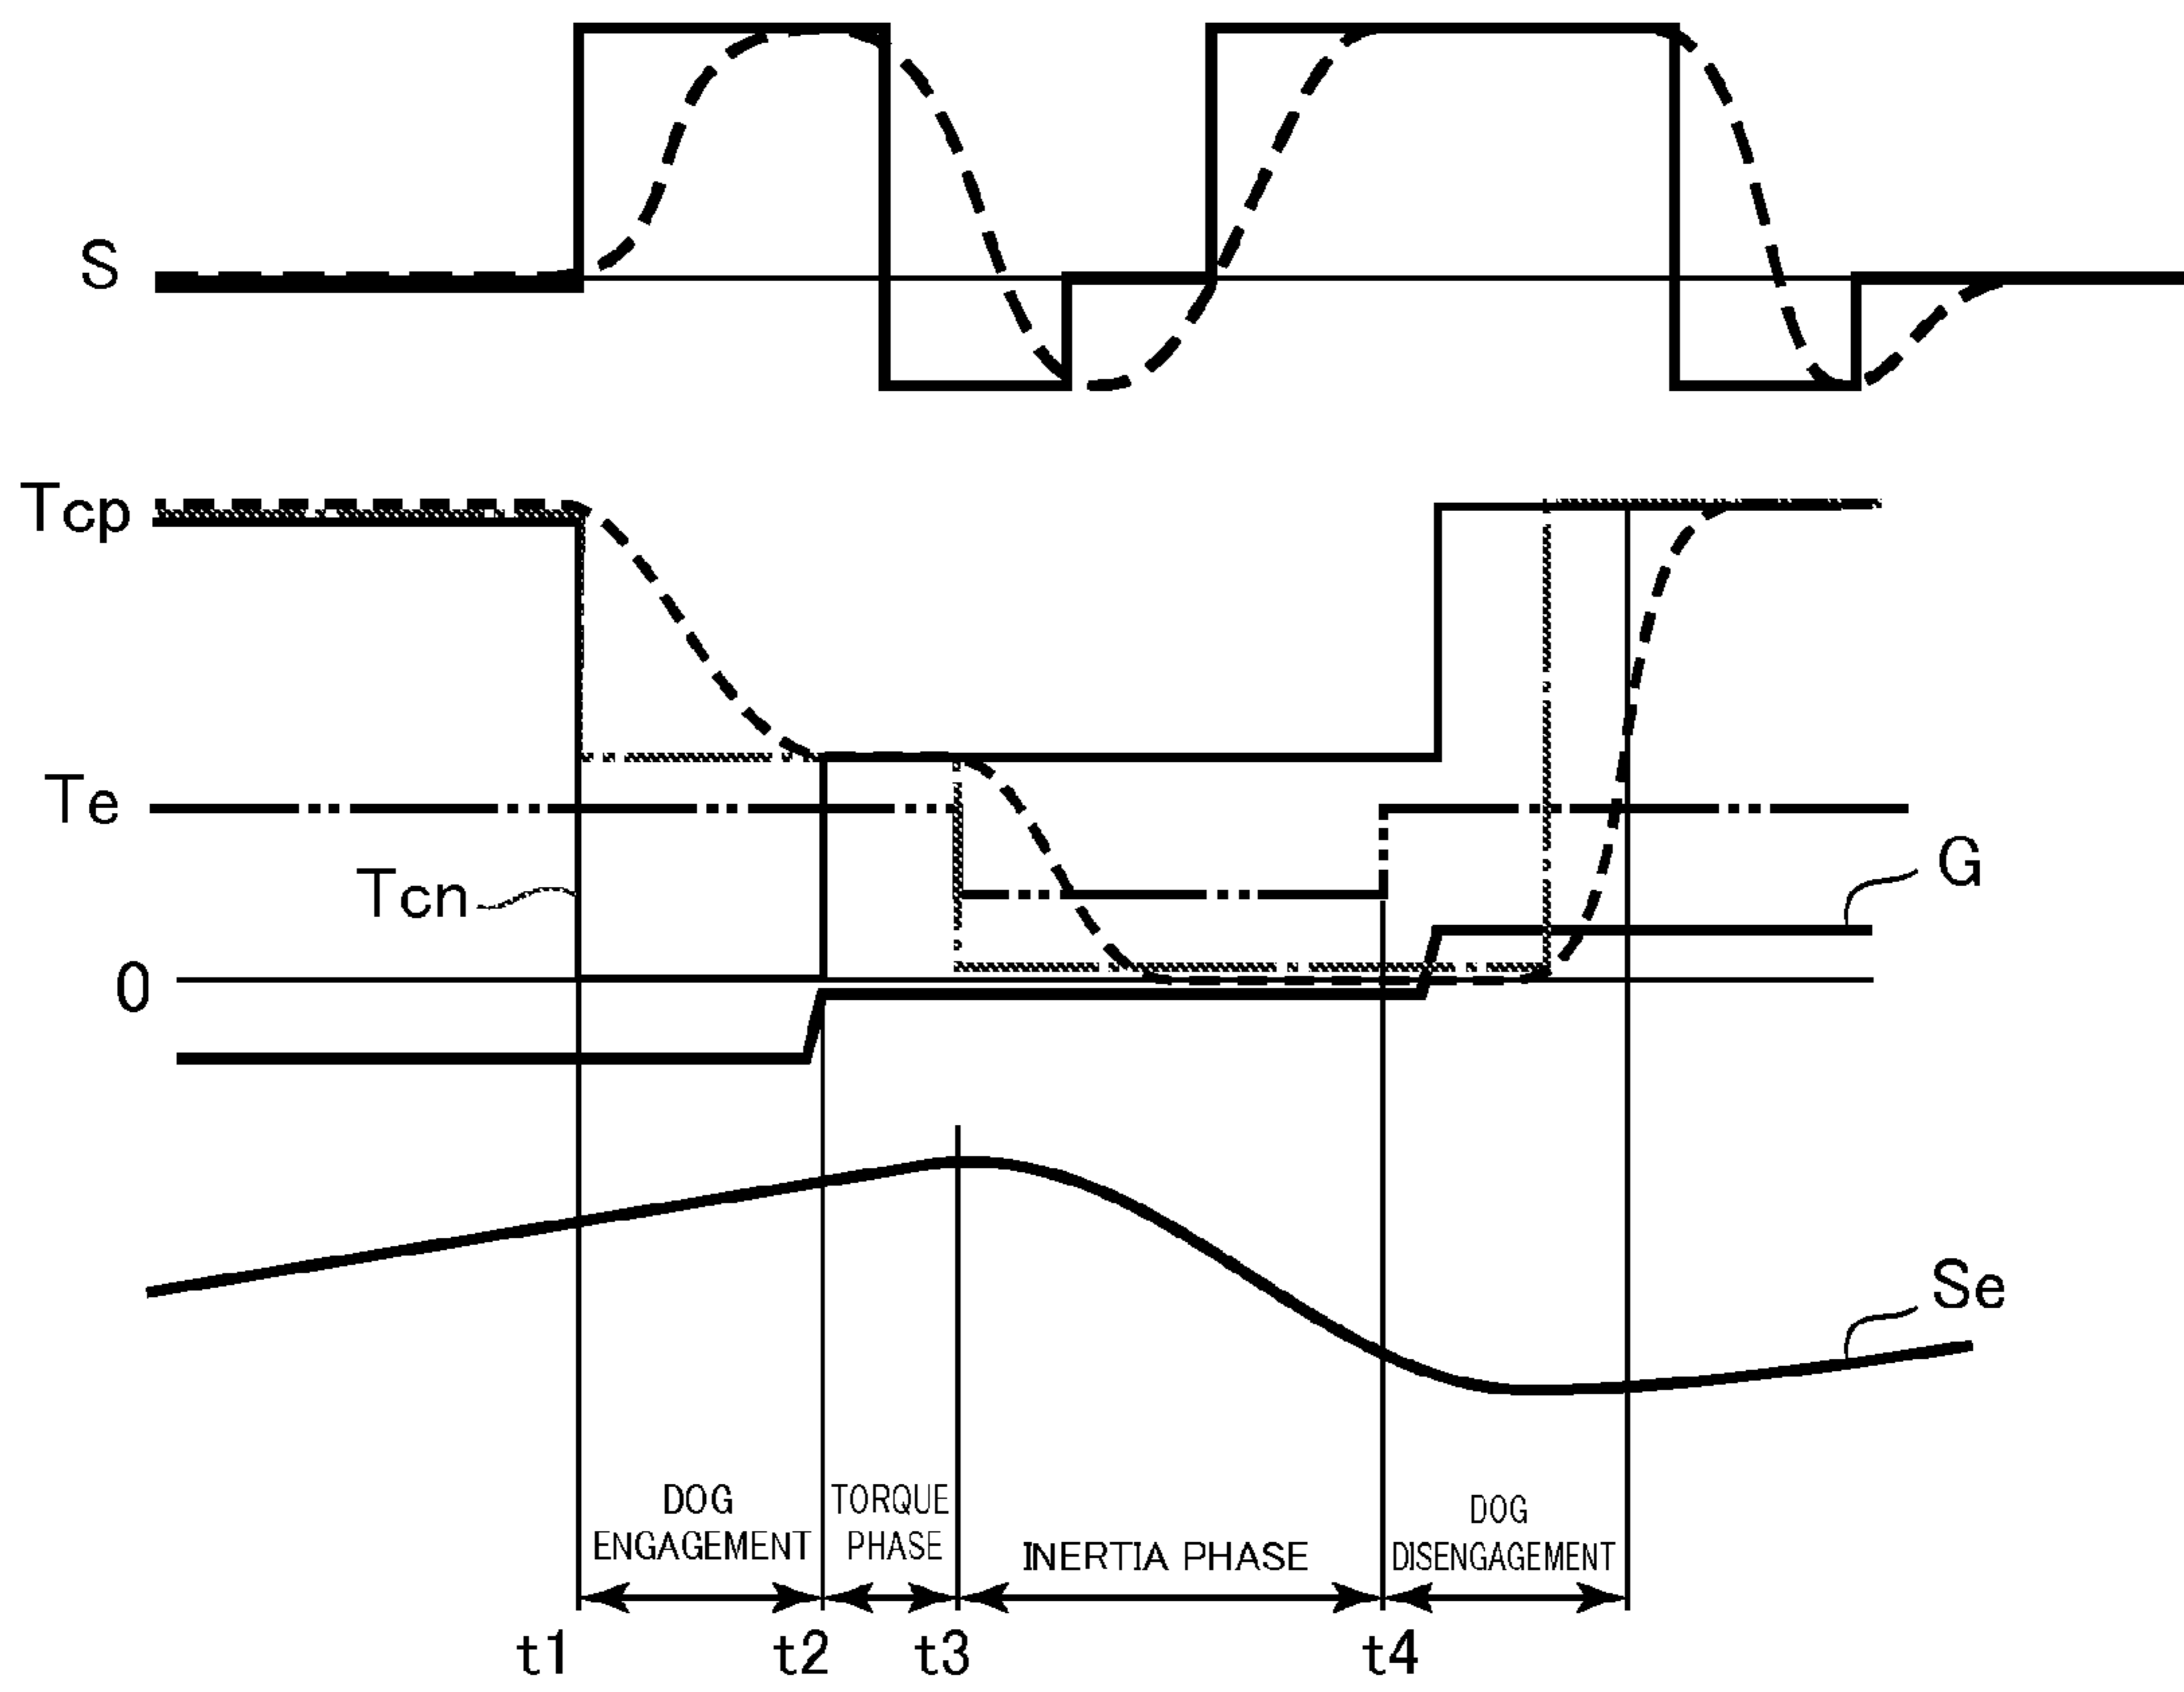 S
Tcp
Te
Tcn
G
0
Se
DOG
ENGAGEMENT
TORQUE
PHASE
INERTIA PHASE
DOG
DISENGAGEMENT
t1
t2
t3
t4